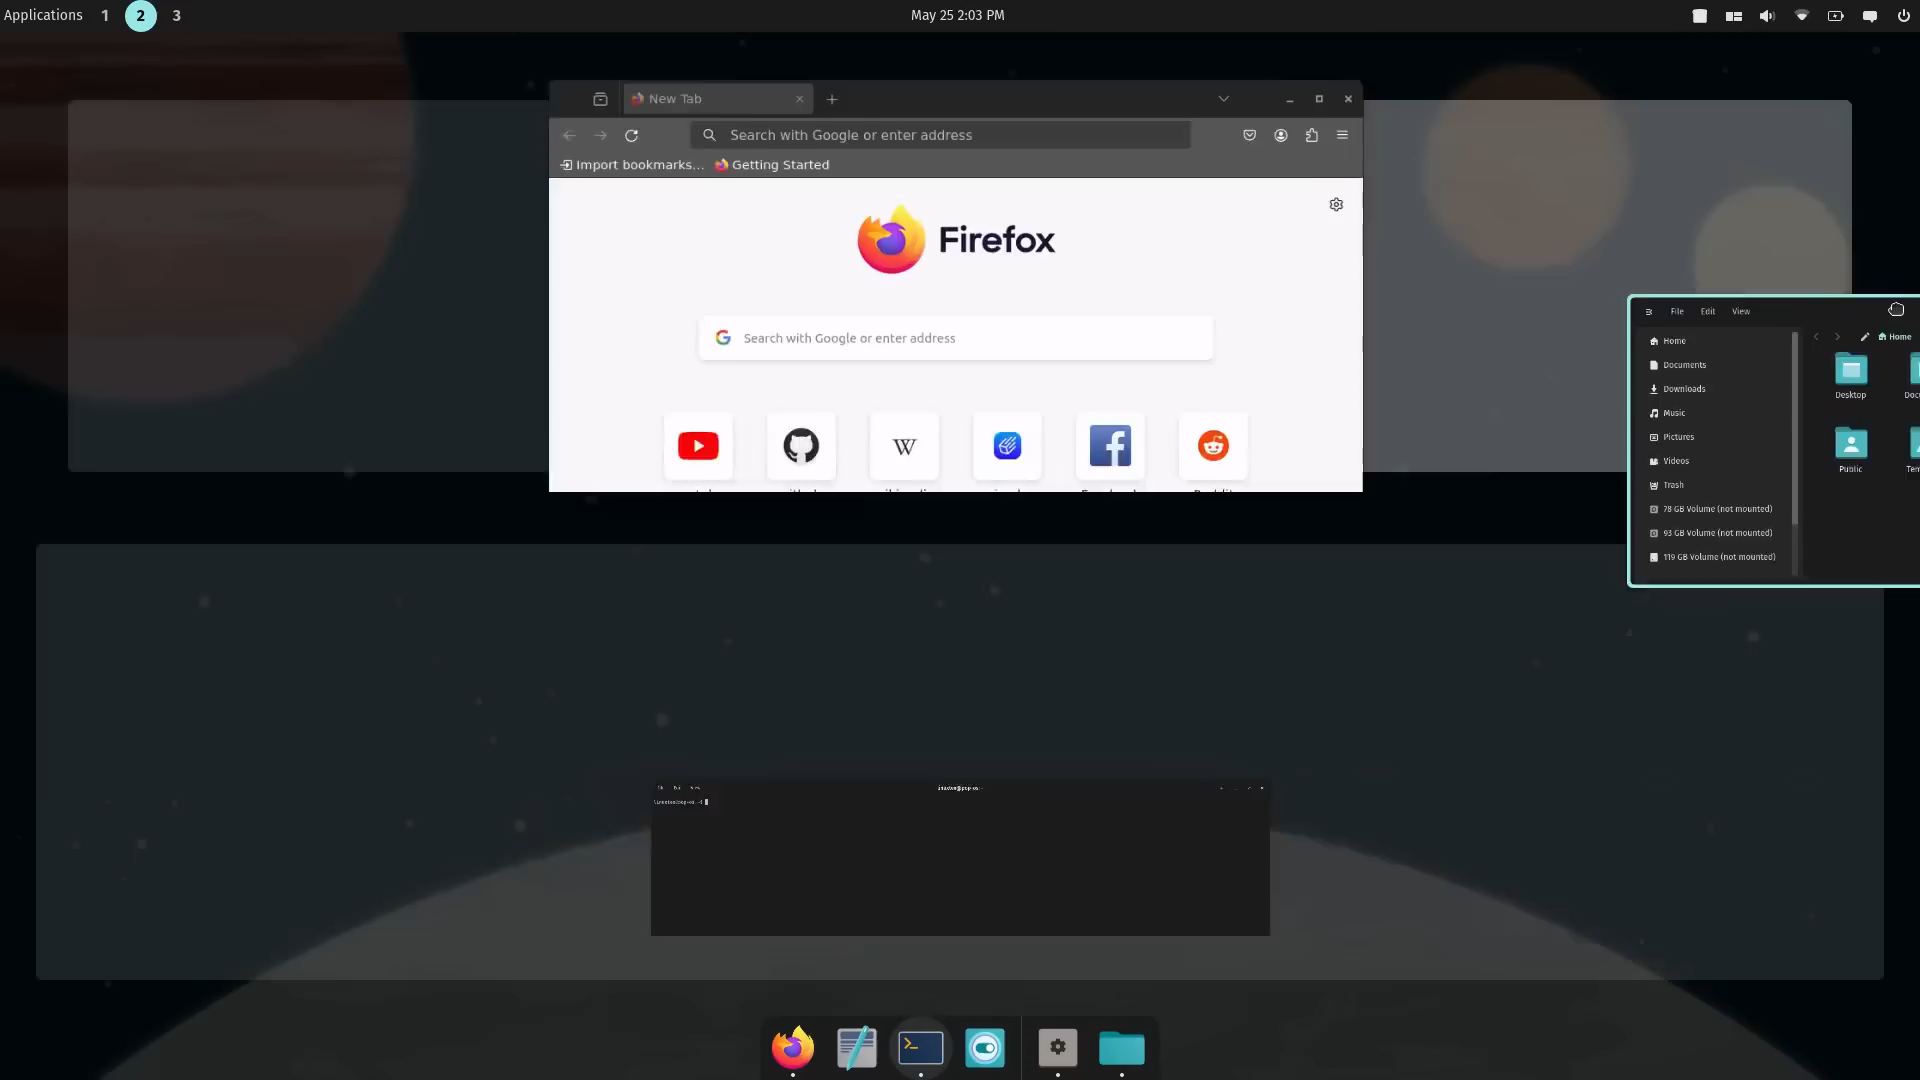 Applications 1 2 3
May 25 2:03 PM
New Tab
Search with Google or enter address
Import bookmarks...
Getting Started
Firefox
Search with Google or enter address
File Edit View
Home
Documents
Downloads
Music
Pictures
Videos
Trash
78 GB Volume (not mounted)
93 GB Volume (not mounted)
119 GB Volume (not mounted)
Home
Desktop
Public